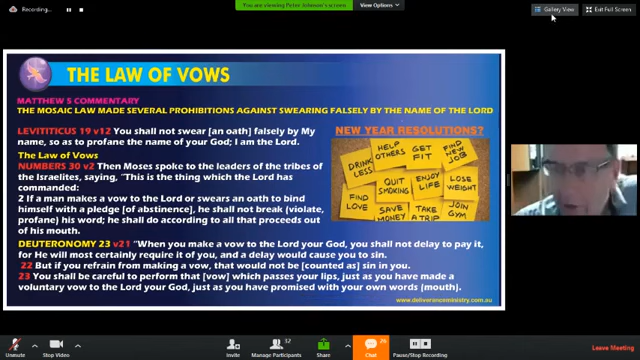 Recording...
You are viewing Peter Johnson's screen
View Options
Gallery View
Exit Full Screen
THE LAW OF VOWS
MATTHEW 5 COMMENTARY
THE MOSAIC LAW MADE SEVERAL PROHIBITIONS AGAINST SWEARING FALSELY BY THE NAME OF THE LORD
LEVITITICUS 19 v12 You shall not swear [an oath] falsely by My
name, so as to profane the name of your God; I am the Lord.
The Law of Vows
NUMBERS 30 v2 Then Moses spoke to the leaders of the tribes of
the Israelites, saying, "This is the thing which the Lord has
commanded:
2 If a man makes a vow to the Lord or swears an oath to bind
himself with a pledge [of abstinence], he shall not break (violate,
profane) his word; he shall do according to all that proceeds out
of his mouth.
NEW YEAR RESOLUTIONS?
DRINK
LESS
HELP
OTHERS
GET
FIT
FIND
NEW
JOB
QUIT
SMOKING
ENJOY
LIFE
LOSE
WEIGHT
FIND
LOVE
SAVE
MONEY
TAKE
A TRIP
JOIN
GYM
DEUTERONOMY 23 v21 "When you make a vow to the Lord your God, you shall not delay to pay it,
for He will most certainly require it of you, and a delay would cause you to sin.
22 But if you refrain from making a vow, that would not be [counted as] sin in you.
23 You shall be careful to perform that [vow] which passes your lips, just as you have made a
voluntary vow to the Lord your God, just as you have promised with your own words (mouth).
www.deliveranceministry.com.au
Unmute
Stop Video
Invite
32
Manage Participants
Share
26
Chat
Pause/Stop Recording
Leave Meeting